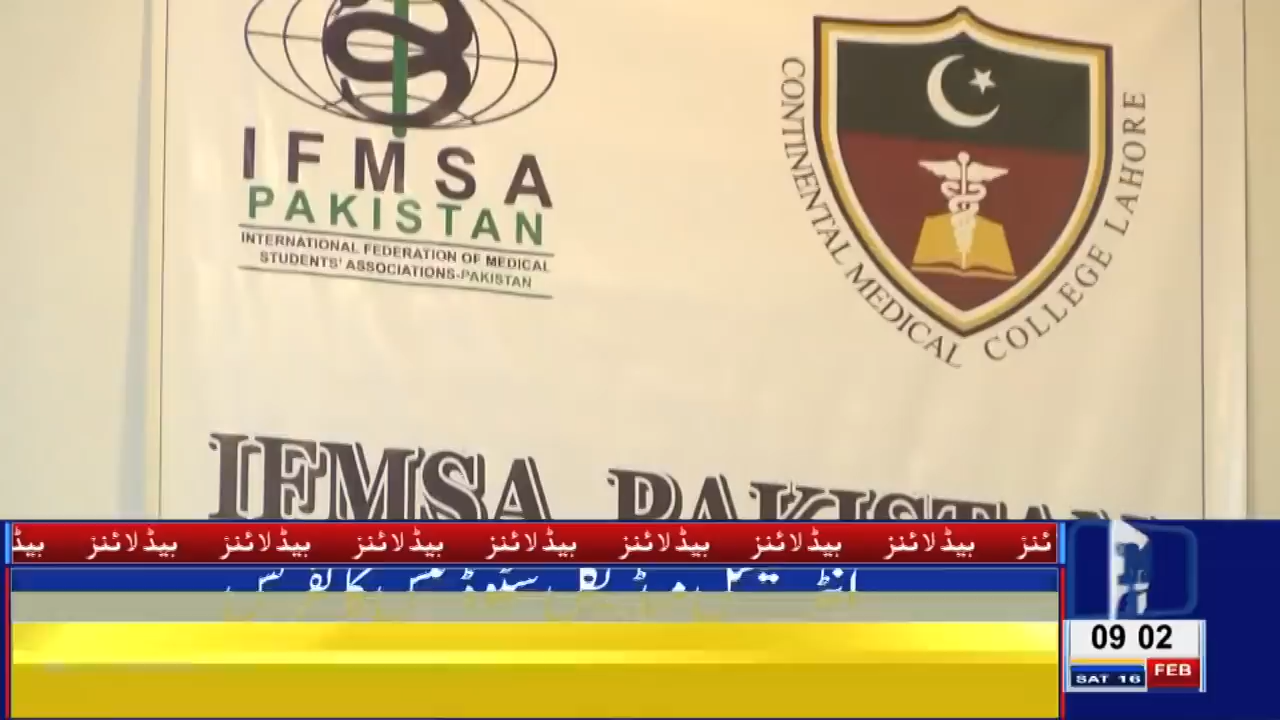 IFMSA
PAKISTAN
INTERNATIONAL FEDERATION OF MEDICAL
STUDENTS' ASSOCIATIONS-PAKISTAN
CONTINENTAL MEDICAL COLLEGE LAHORE
IFMSA PAKISTAN
ہیڈلائنز ہیڈلائنز ہیڈلائنز ہیڈلائنز ہیڈلائنز ہیڈلائنز ہیڈلائنز
09 02
SAT 16 FEB